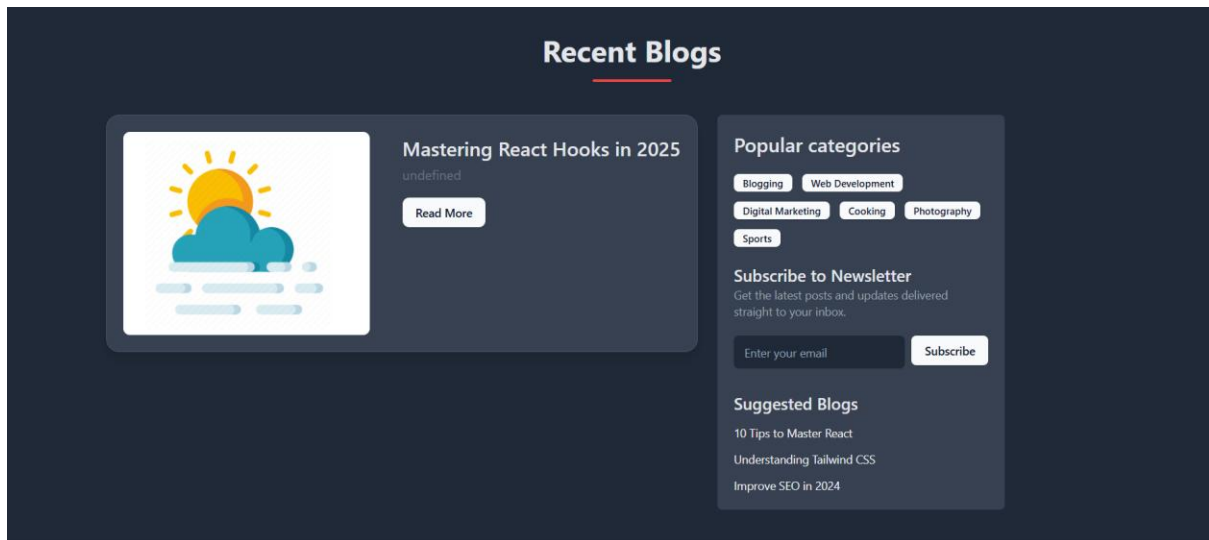 Recent Blogs
Mastering React Hooks in 2025
undefined
Read More
Popular categories
Blogging Web Development
Digital Marketing Cooking Photography
Sports
Subscribe to Newsletter
Get the latest posts and updates delivered
straight to your inbox.
Enter your email Subscribe
Suggested Blogs
10 Tips to Master React
Understanding Tailwind CSS
Improve SEO in 2024